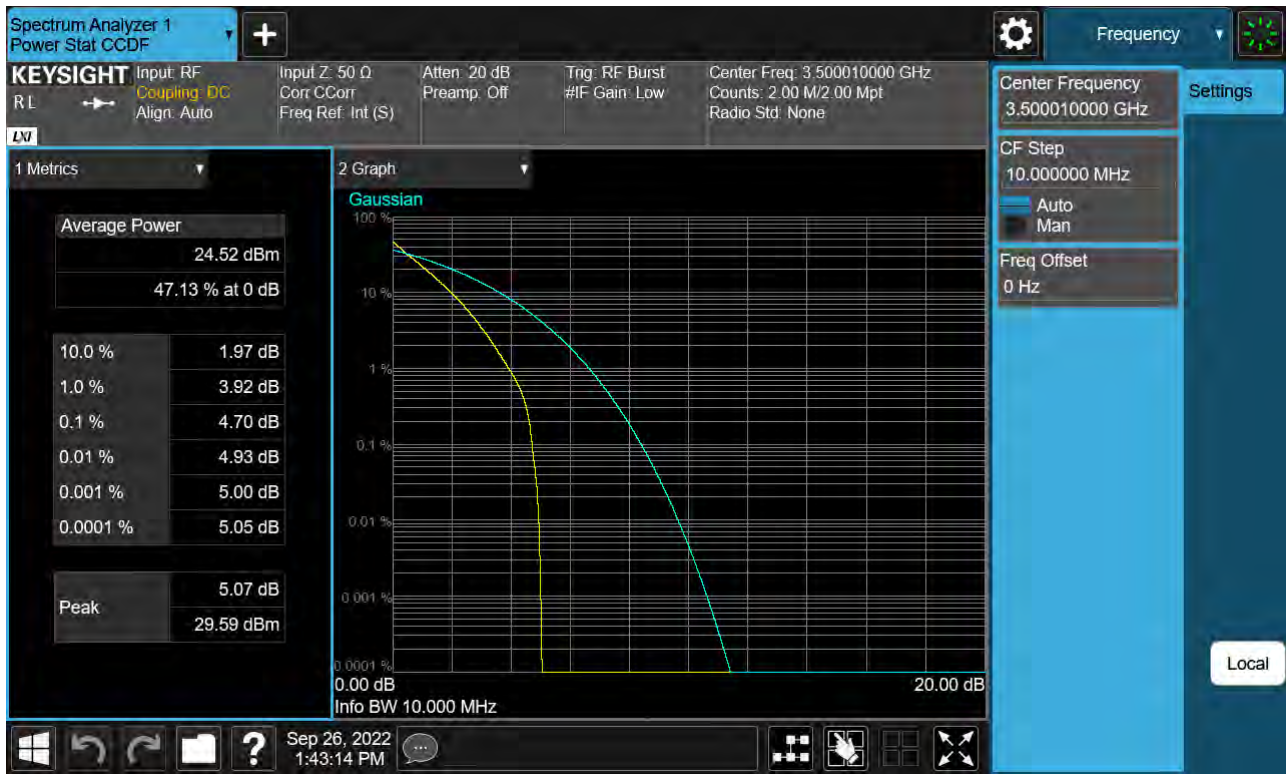 Spectrum Analyzer 1
Power Stat CCDF
Frequency
KEYSIGHT
RL
LXI
Input: RF
Coupling: DC
Align: Auto
Input Z: 50 Ω
Corr CCorr
Freq Ref: Int (S)
Atten: 20 dB
Preamp: Off
Trig: RF Burst
#IF Gain: Low
Center Freq: 3.500010000 GHz
Counts: 2.00 M/2.00 Mpt
Radio Std: None
Center Frequency
3.500010000 GHz
Settings
CF Step
10.000000 MHz
Auto
Man
Freq Offset
0 Hz
1 Metrics
Average Power
24.52 dBm
47.13 % at 0 dB
10.0 % 1.97 dB
1.0 % 3.92 dB
0.1 % 4.70 dB
0.01 % 4.93 dB
0.001 % 5.00 dB
0.0001 % 5.05 dB
Peak
5.07 dB
29.59 dBm
2 Graph
Gaussian
100 %
10 %
1 %
0.1 %
0.01 %
0.001 %
0.0001 %
0.00 dB 20.00 dB
Info BW 10.000 MHz
Local
?
Sep 26, 2022
1:43:14 PM